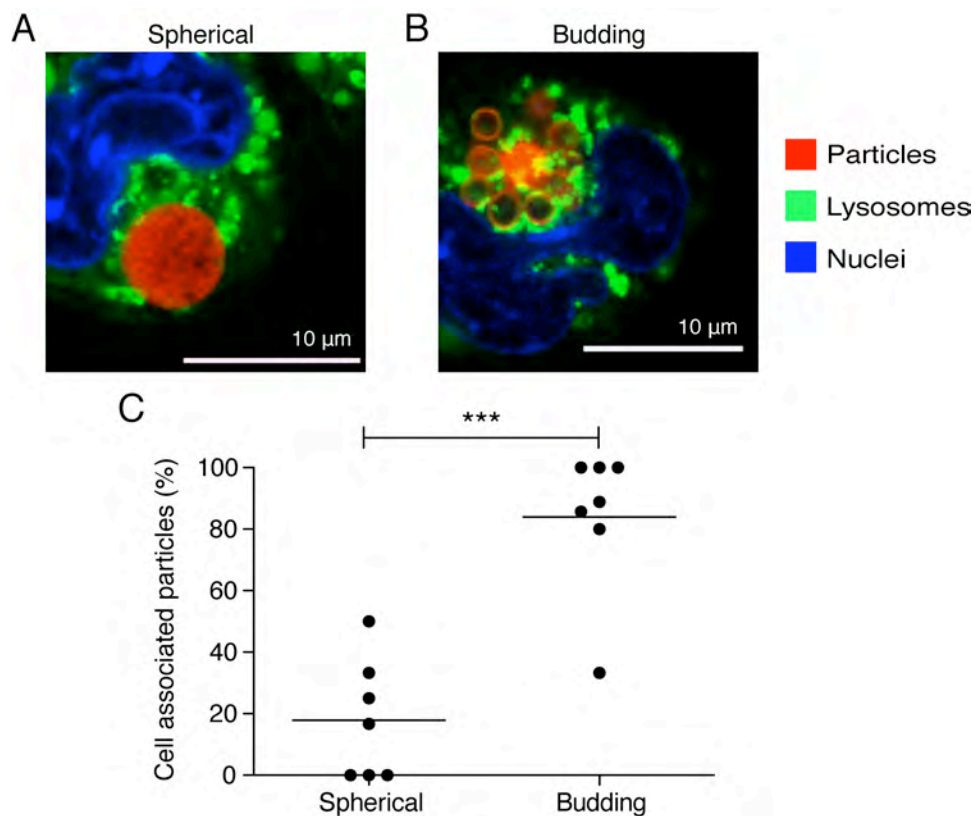 A
Spherical
10 µm
B
Budding
10 µm
Particles
Lysosomes
Nuclei
C
***
Cell associated particles (%)
100
80
60
40
20
0
Spherical
Budding